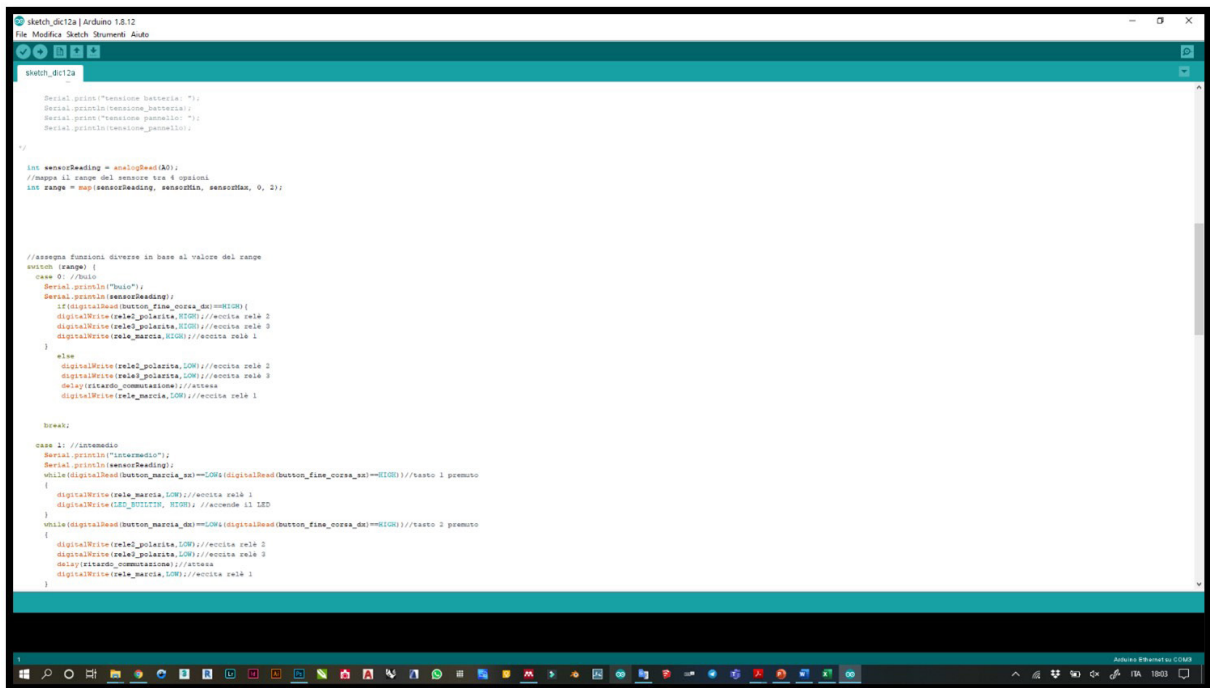 sketch_dic12a | Arduino 1.8.12
File Modifica Sketch Strumenti Aiuto
sketch_dic12a
Serial.print("tensione batteria: ");
Serial.println(tensione_batteria);
Serial.print("tensione pannello: ");
Serial.println(tensione_pannello);
*/
int sensorReading = analogRead(A0);
//mappa il range del sensore tra 4 opzioni
int range = map(sensorReading, sensorMin, sensorMax, 0, 2);
//assegna funzioni diverse in base al valore del range
switch (range) {
case 0: //buio
Serial.println("buio");
Serial.println(sensorReading);
if(digitalRead(button_fine_corsa_dx)==HIGH){
digitalWrite(rele2_polarita,HIGH);//eccita relè 2
digitalWrite(rele3_polarita,HIGH);//eccita relè 3
digitalWrite(rele_marcia,HIGH);//eccita relè 1
}
else
digitalWrite(rele2_polarita,LOW);//eccita relè 2
digitalWrite(rele3_polarita,LOW);//eccita relè 3
delay(ritardo_commutazione);//attesa
digitalWrite(rele_marcia,LOW);//eccita relè 1
break;
case 1: //intemedio
Serial.println("intermedio");
Serial.println(sensorReading);
while(digitalRead(button_marcia_sx)==LOW&(digitalRead(button_fine_corsa_sx)==HIGH))//tasto 1 premuto
{
digitalWrite(rele_marcia,LOW);//eccita relè 1
digitalWrite(LED_BUILTIN, HIGH); //accende il LED
}
while(digitalRead(button_marcia_dx)==LOW&(digitalRead(button_fine_corsa_dx)==HIGH))//tasto 2 premuto
{
digitalWrite(rele2_polarita,LOW);//eccita relè 2
digitalWrite(rele3_polarita,LOW);//eccita relè 3
delay(ritardo_commutazione);//attesa
digitalWrite(rele_marcia,LOW);//eccita relè 1
}
1
Arduino Ethernet su COM3
ITA 18:03